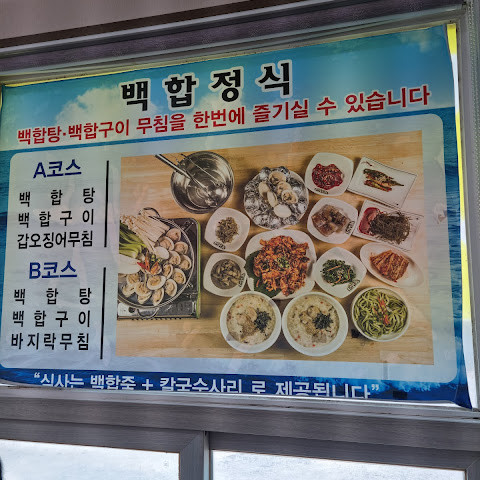 백합정식
백합탕·백합구이 무침을 한번에 즐기실 수 있습니다
A코스
백합탕
백합구이
갑오징어무침
B코스
백합탕
백합구이
바지락무침
"식사는 백합죽 + 칼국수사리 로 제공됩니다"